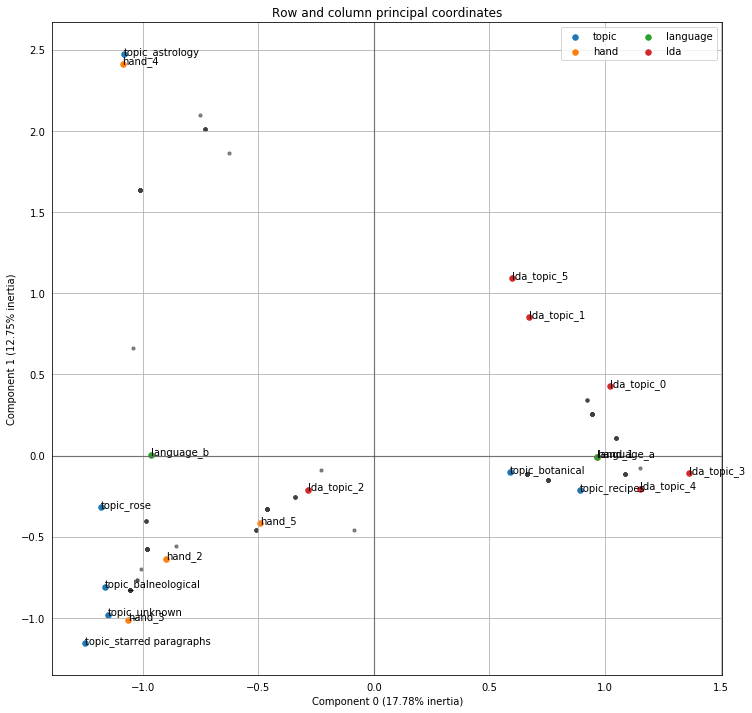 Row and column principal coordinates
topic
hand
language
lda
topic_astrology
hand_4
lda_topic_5
lda_topic_1
lda_topic_0
language_b
hand_1
language_a
topic_botanical
lda_topic_3
topic_recipes
lda_topic_4
lda_topic_2
topic_rose
hand_5
hand_2
topic_balneological
topic_unknown
hand_3
topic_starred paragraphs
2.5
2.0
1.5
1.0
0.5
0.0
−0.5
−1.0
Component 1 (12.75% inertia)
−1.0 −0.5 0.0 0.5 1.0 1.5
Component 0 (17.78% inertia)